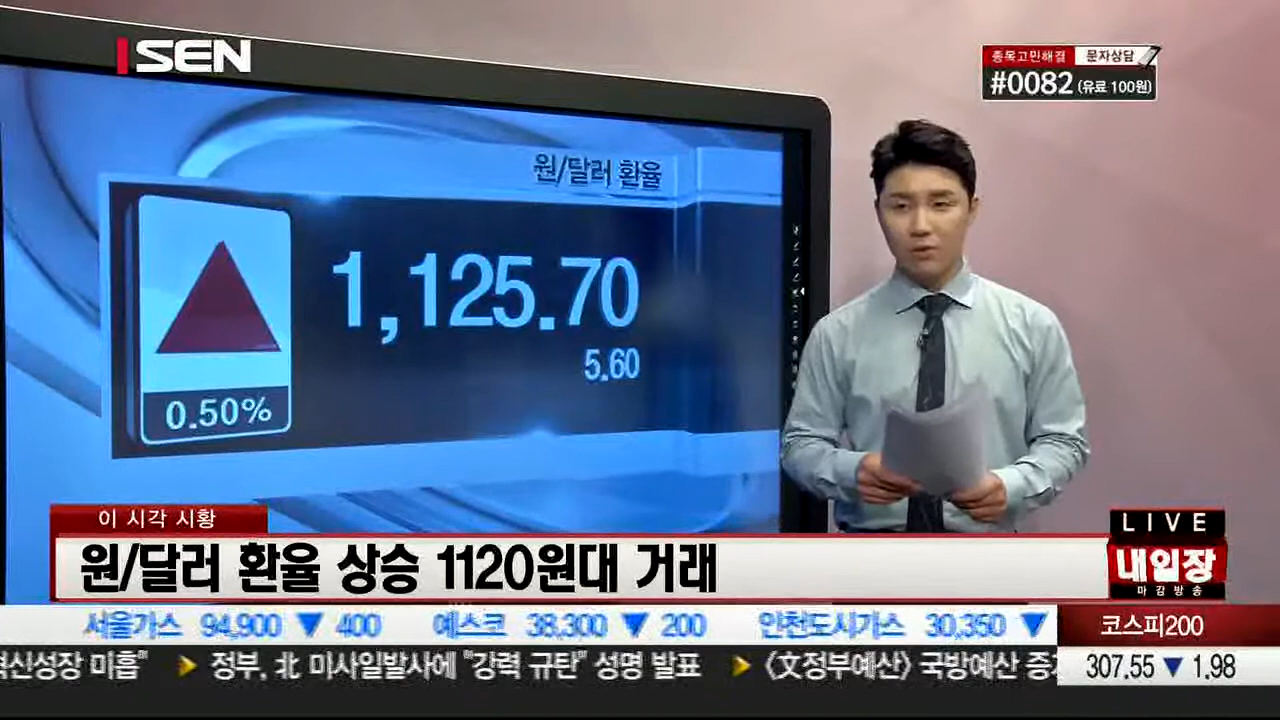 SEN
종목고민해결 문자상담
#0082 (유료 100원)
원/달러 환율
1,125.70
5.60
0.50%
이 시각 시황
원/달러 환율 상승 1120원대 거래
LIVE
내일장
마감방송
서울가스 94,900 ▼ 400 예스코 38,300 ▼ 200 인천도시가스 30,350 ▼
코스피200
신성장 미흡" ▶ 정부, 北 미사일발사에 "강력 규탄" 성명 발표 ▶ 〈文정부예산〉 국방예산
307.55 ▼ 1.98